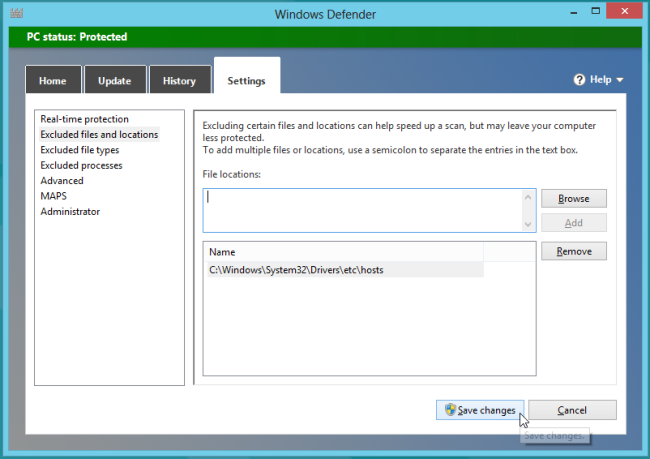 Windows Defender
PC status: Protected
Home
Update
History
Settings
Help
Real-time protection
Excluded files and locations
Excluded file types
Excluded processes
Advanced
MAPS
Administrator
Excluding certain files and locations can help speed up a scan, but may leave your computer
less protected.
To add multiple files or locations, use a semicolon to separate the entries in the text box.
File locations:
Browse
Add
Name
Remove
C:\Windows\System32\Drivers\etc\hosts
Save changes
Cancel
Save changes.